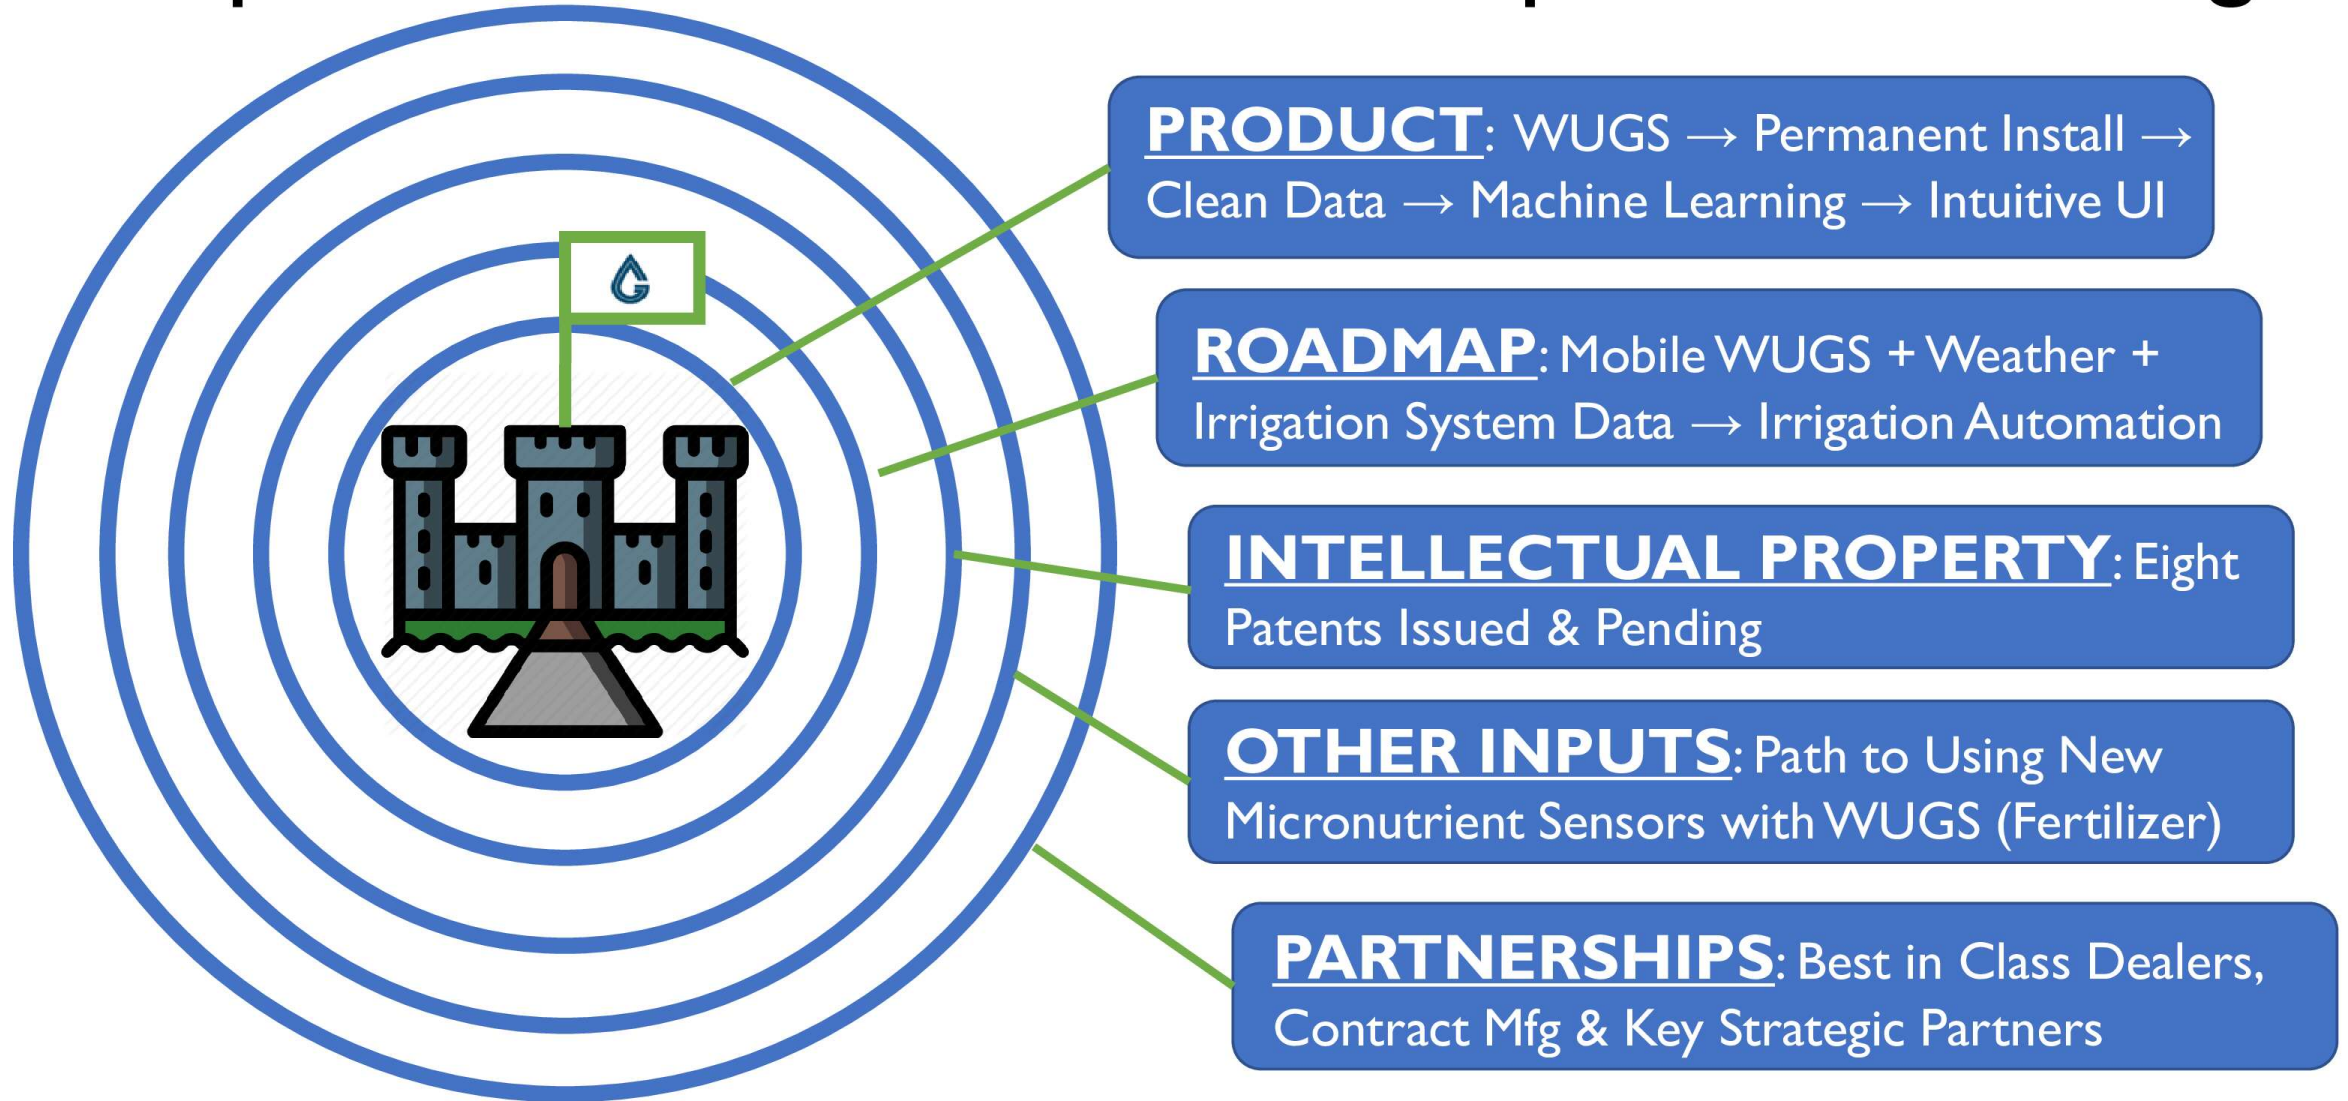 PRODUCT: WUGS → Permanent Install →
Clean Data → Machine Learning → Intuitive UI
ROADMAP: Mobile WUGS + Weather +
Irrigation System Data → Irrigation Automation
INTELLECTUAL PROPERTY: Eight
Patents Issued & Pending
OTHER INPUTS: Path to Using New
Micronutrient Sensors with WUGS (Fertilizer)
PARTNERSHIPS: Best in Class Dealers,
Contract Mfg & Key Strategic Partners